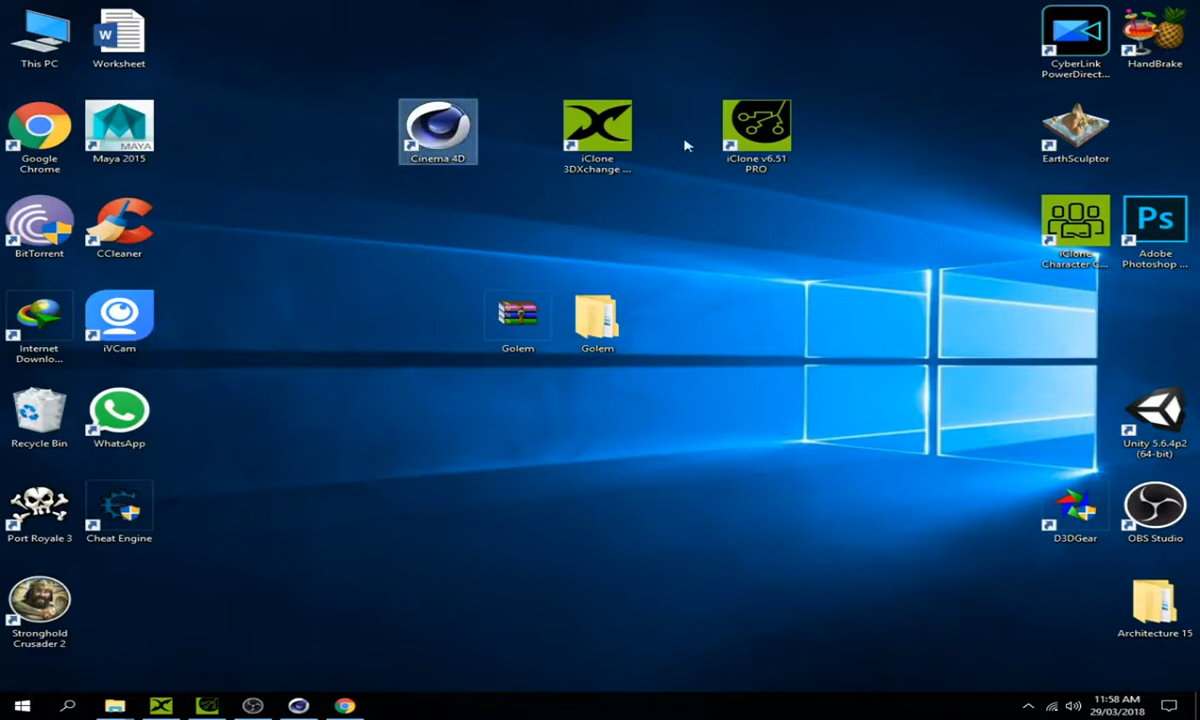 This PC
Worksheet
CyberLink
PowerDirect...
HandBrake
Google
Chrome
MAYA
Maya 2015
Cinema 4D
iClone
3DXchange ...
iClone v6.51
PRO
EarthSculptor
BitTorrent
CCleaner
iClone
Character C...
Ps
Adobe
Photoshop ...
Internet
Downlo...
iVCam
Golem
Golem
Recycle Bin
WhatsApp
Unity 5.6.4p2
(64-bit)
Port Royale 3
Cheat Engine
D3DGear
OBS Studio
Stronghold
Crusader 2
Architecture 15
11:58 AM
29/03/2018